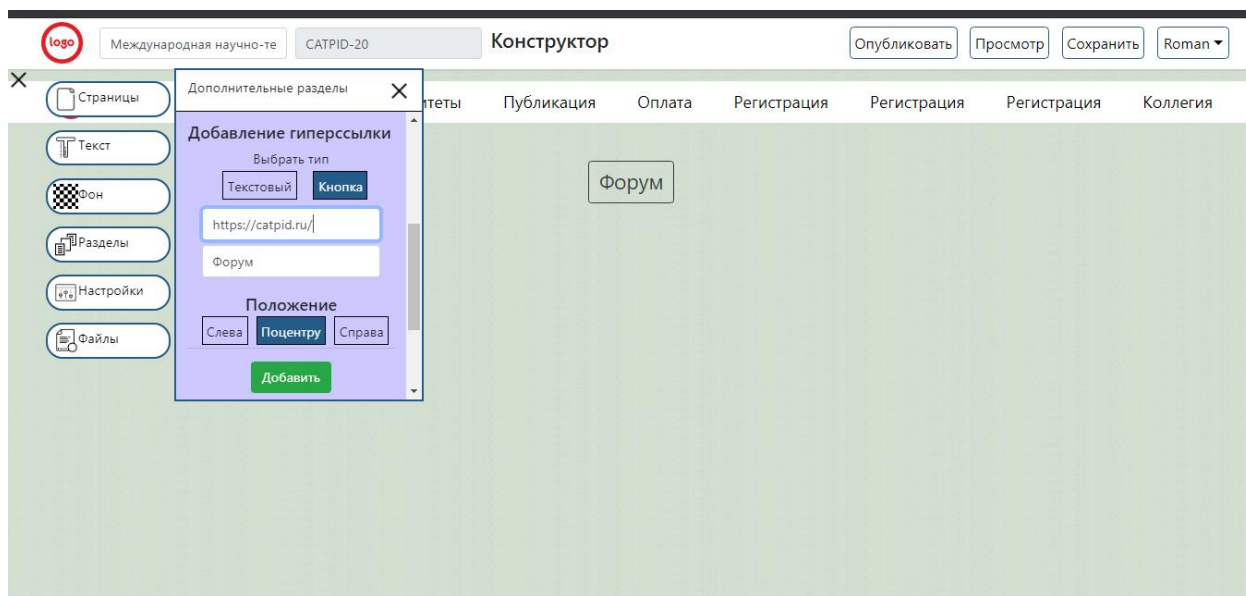 logo Международная научно-те CATPID-20 Конструктор Опубликовать Просмотр Сохранить Roman
Страницы
Текст
Фон
Разделы
Настройки
Файлы
Дополнительные разделы
Добавление гиперссылки
Выбрать тип
Текстовый Кнопка
https://catpid.ru/
Форум
Положение
Слева Поцентру Справа
Добавить
итеты Публикация Оплата Регистрация Регистрация Регистрация Коллегия
Форум